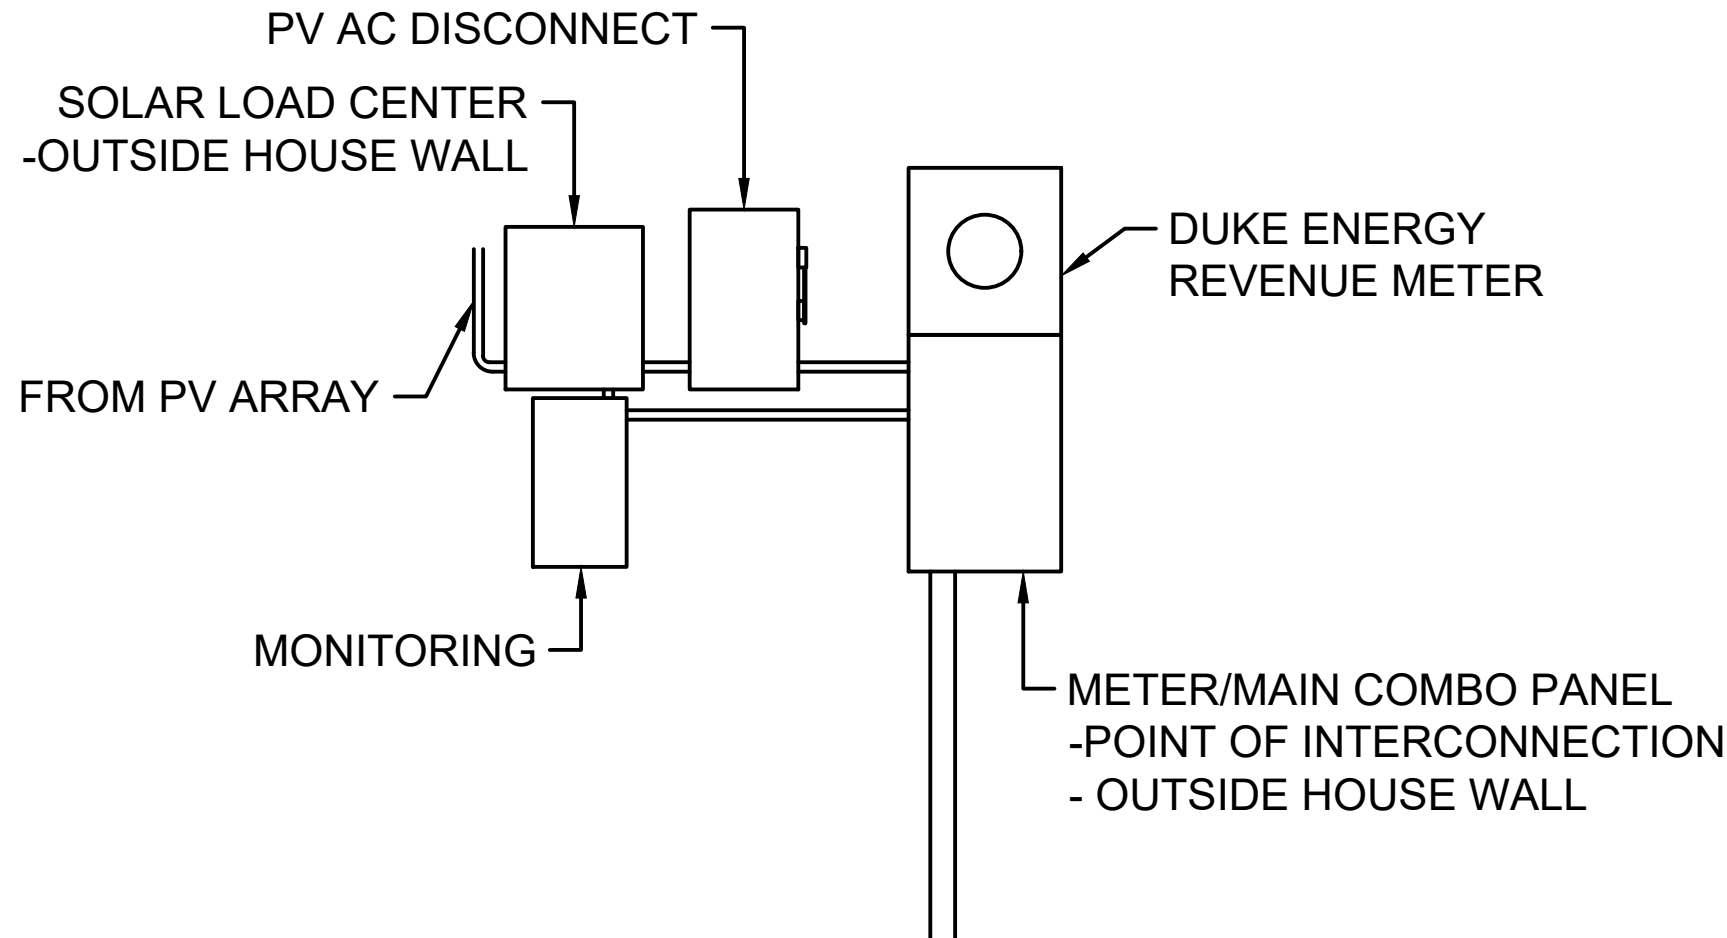 PV AC DISCONNECT
SOLAR LOAD CENTER
-OUTSIDE HOUSE WALL
DUKE ENERGY
REVENUE METER
FROM PV ARRAY
MONITORING
METER/MAIN COMBO PANEL
-POINT OF INTERCONNECTION
- OUTSIDE HOUSE WALL